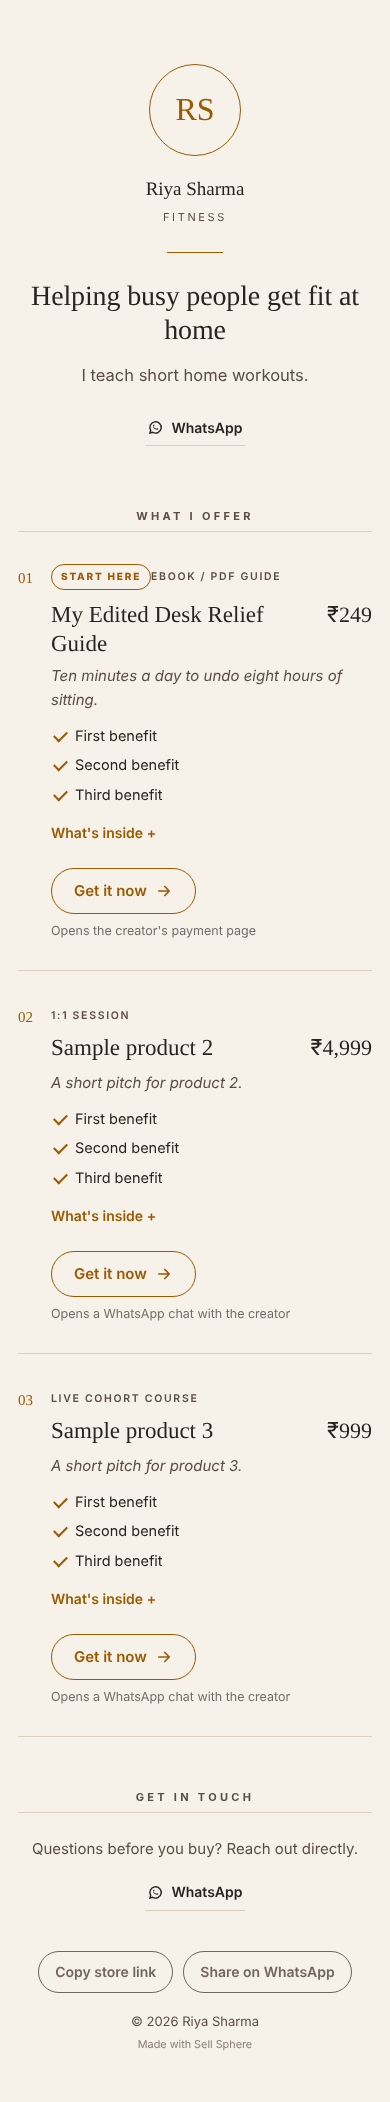 RS
Riya Sharma
FITNESS
Helping busy people get fit at
home
I teach short home workouts.
WhatsApp
WHAT I OFFER
01 START HERE EBOOK / PDF GUIDE
My Edited Desk Relief ₹249
Guide
Ten minutes a day to undo eight hours of
sitting.
First benefit
Second benefit
Third benefit
What's inside +
Get it now →
Opens the creator's payment page
02 1:1 SESSION
Sample product 2 ₹4,999
A short pitch for product 2.
First benefit
Second benefit
Third benefit
What's inside +
Get it now →
Opens a WhatsApp chat with the creator
03 LIVE COHORT COURSE
Sample product 3 ₹999
A short pitch for product 3.
First benefit
Second benefit
Third benefit
What's inside +
Get it now →
Opens a WhatsApp chat with the creator
GET IN TOUCH
Questions before you buy? Reach out directly.
WhatsApp
Copy store link Share on WhatsApp
© 2026 Riya Sharma
Made with Sell Sphere